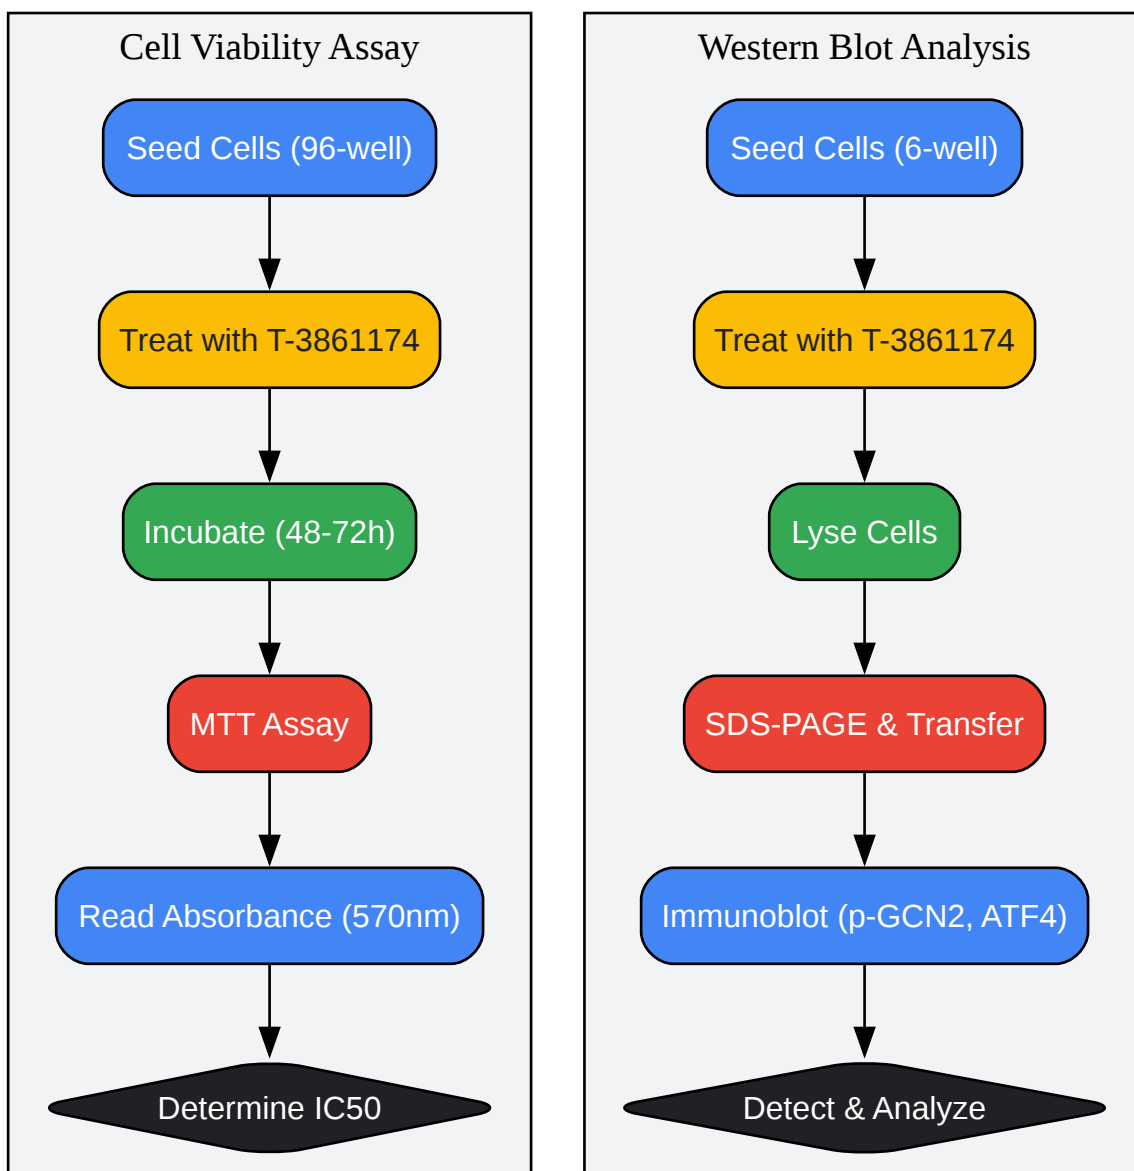 Cell Viability Assay
Seed Cells (96-well)
Treat with T-3861174
Incubate (48-72h)
MTT Assay
Read Absorbance (570nm)
Determine IC50
Western Blot Analysis
Seed Cells (6-well)
Treat with T-3861174
Lyse Cells
SDS-PAGE & Transfer
Immunoblot (p-GCN2, ATF4)
Detect & Analyze